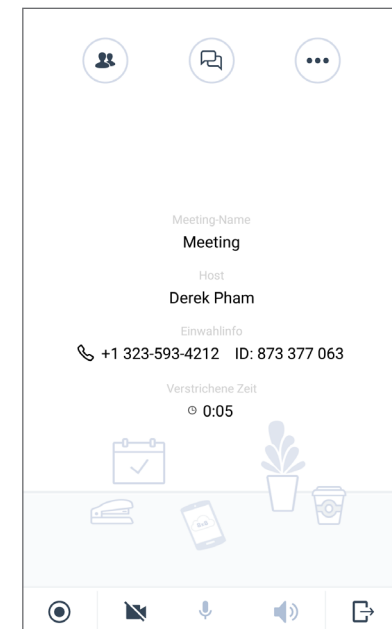 Meeting-Name
Meeting
Host
Derek Pham
Einwahlinfo
+1 323-593-4212 ID: 873 377 063
Verstrichene Zeit
0:05